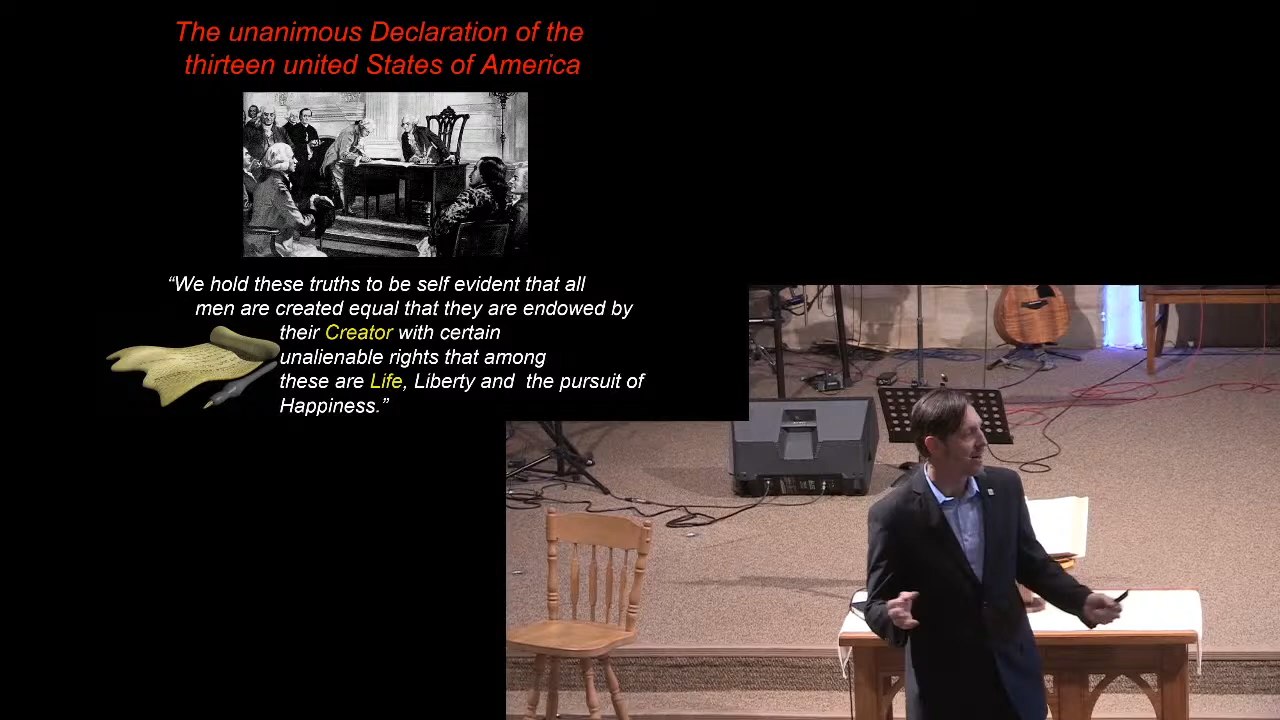 The unanimous Declaration of the
thirteen united States of America
“We hold these truths to be self evident that all
men are created equal that they are endowed by
their Creator with certain
unalienable rights that among
these are Life, Liberty and  the pursuit of
Happiness.”